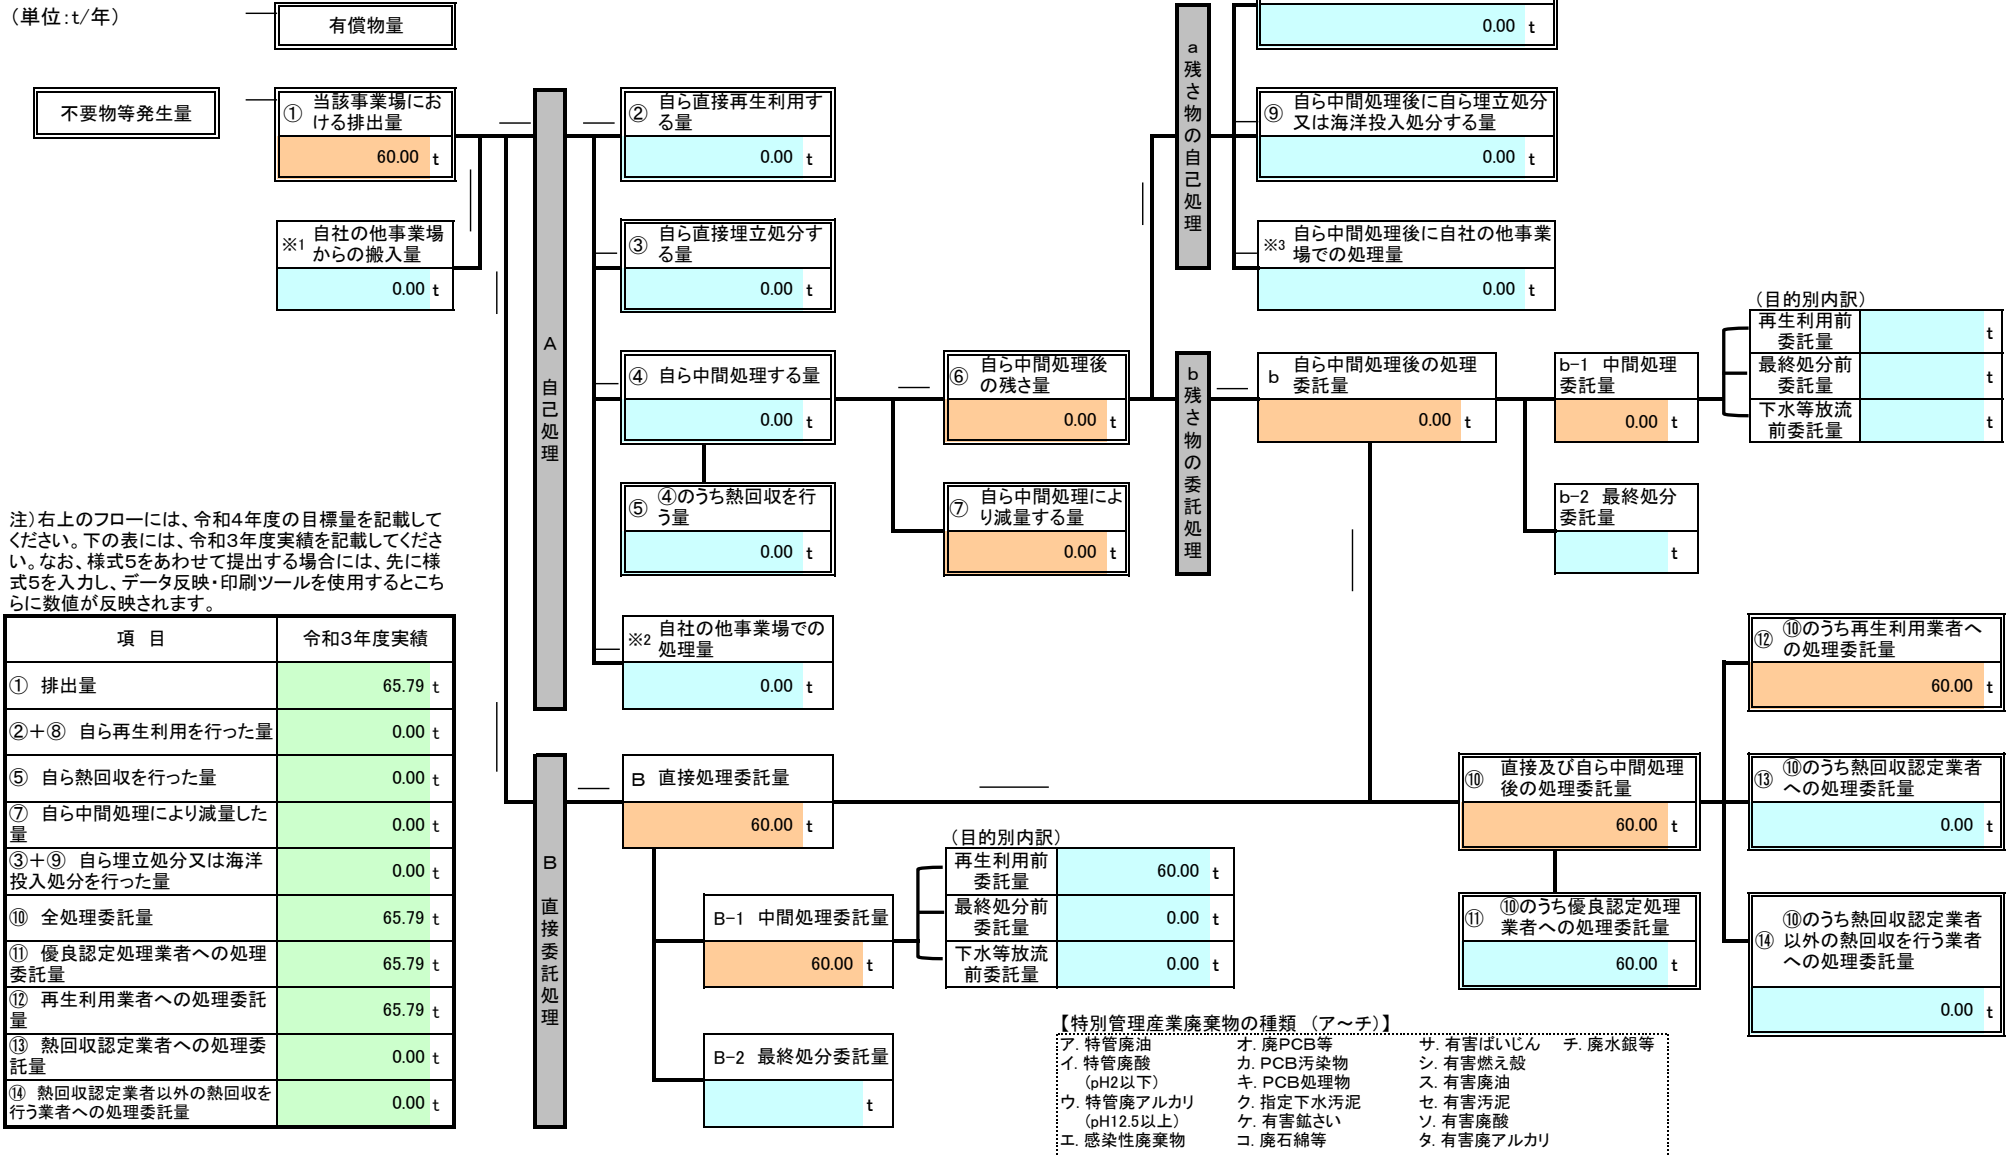 （単位：t/年）
有償物量
0.00 t
不要物等発生量
① 当該事業場にお
ける排出量
60.00 t
※1 自社の他事業場
からの搬入量
0.00 t
A 自己処理
② 自ら直接再生利用す
る量
0.00 t
③ 自ら直接埋立処分す
る量
0.00 t
④ 自ら中間処理する量
0.00 t
⑤ ④のうち熱回収を行
う量
0.00 t
※2 自社の他事業場での
処理量
0.00 t
⑥ 自ら中間処理後
の残さ量
0.00 t
⑦ 自ら中間処理によ
り減量する量
0.00 t
a 残さ物の自己処理
⑨ 自ら中間処理後に自ら埋立処分
又は海洋投入処分する量
0.00 t
※3 自ら中間処理後に自社の他事業
場での処理量
0.00 t
b 残さ物の委託処理
b 自ら中間処理後の処理
委託量
0.00 t
b-1 中間処理
委託量
0.00 t
（目的別内訳）
再生利用前
委託量
t
最終処分前
委託量
t
下水等放流
前委託量
t
b-2 最終処分
委託量
t
注）右上のフローには、令和4年度の目標量を記載して
ください。下の表には、令和3年度実績を記載してくださ
い。なお、様式5をあわせて提出する場合には、先に様
式5を入力し、データ反映・印刷ツールを使用するとこち
らに数値が反映されます。
項 目 令和3年度実績
① 排出量 65.79 t
②＋⑧ 自ら再生利用を行った量 0.00 t
⑤ 自ら熱回収を行った量 0.00 t
⑦ 自ら中間処理により減量した
量 0.00 t
③＋⑨ 自ら埋立処分又は海洋
投入処分を行った量 0.00 t
⑩ 全処理委託量 65.79 t
⑪ 優良認定処理業者への処理
委託量 65.79 t
⑫ 再生利用業者への処理委託
量 65.79 t
⑬ 熱回収認定業者への処理委
託量 0.00 t
⑭ 熱回収認定業者以外の熱回収を
行う業者への処理委託量 0.00 t
B 直接委託処理
B 直接処理委託量
60.00 t
B-1 中間処理委託量
60.00 t
（目的別内訳）
再生利用前
委託量
60.00 t
最終処分前
委託量
0.00 t
下水等放流
前委託量
0.00 t
B-2 最終処分委託量
t
⑩ 直接及び自ら中間処理
後の処理委託量
60.00 t
⑪ ⑩のうち優良認定処理
業者への処理委託量
60.00 t
⑫ ⑩のうち再生利用業者へ
の処理委託量
60.00 t
⑬ ⑩のうち熱回収認定業者
への処理委託量
0.00 t
⑭ ⑩のうち熱回収認定業者
以外の熱回収を行う業者
への処理委託量
0.00 t
【特別管理産業廃棄物の種類 （ア～チ）】
ア．特管廃油 オ．廃PCB等 サ．有害ばいじん チ．廃水銀等
イ．特管廃酸 カ．PCB汚染物 シ．有害燃え殻
（pH2以下） キ．PCB処理物 ス．有害廃油
ウ．特管廃アルカリ ク．指定下水汚泥 セ．有害汚泥
（pH12.5以上） ケ．有害鉱さい ソ．有害廃酸
エ．感染性廃棄物 コ．廃石綿等 タ．有害廃アルカリ